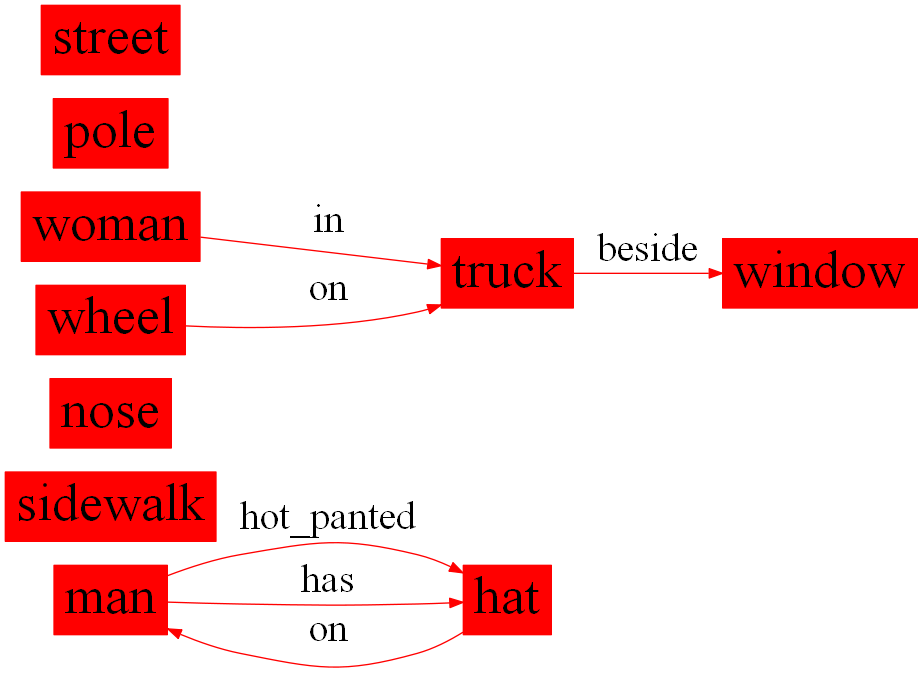 street
pole
woman
in
wheel
on
truck
beside
window
nose
sidewalk
hot_panted
man
has
hat
on